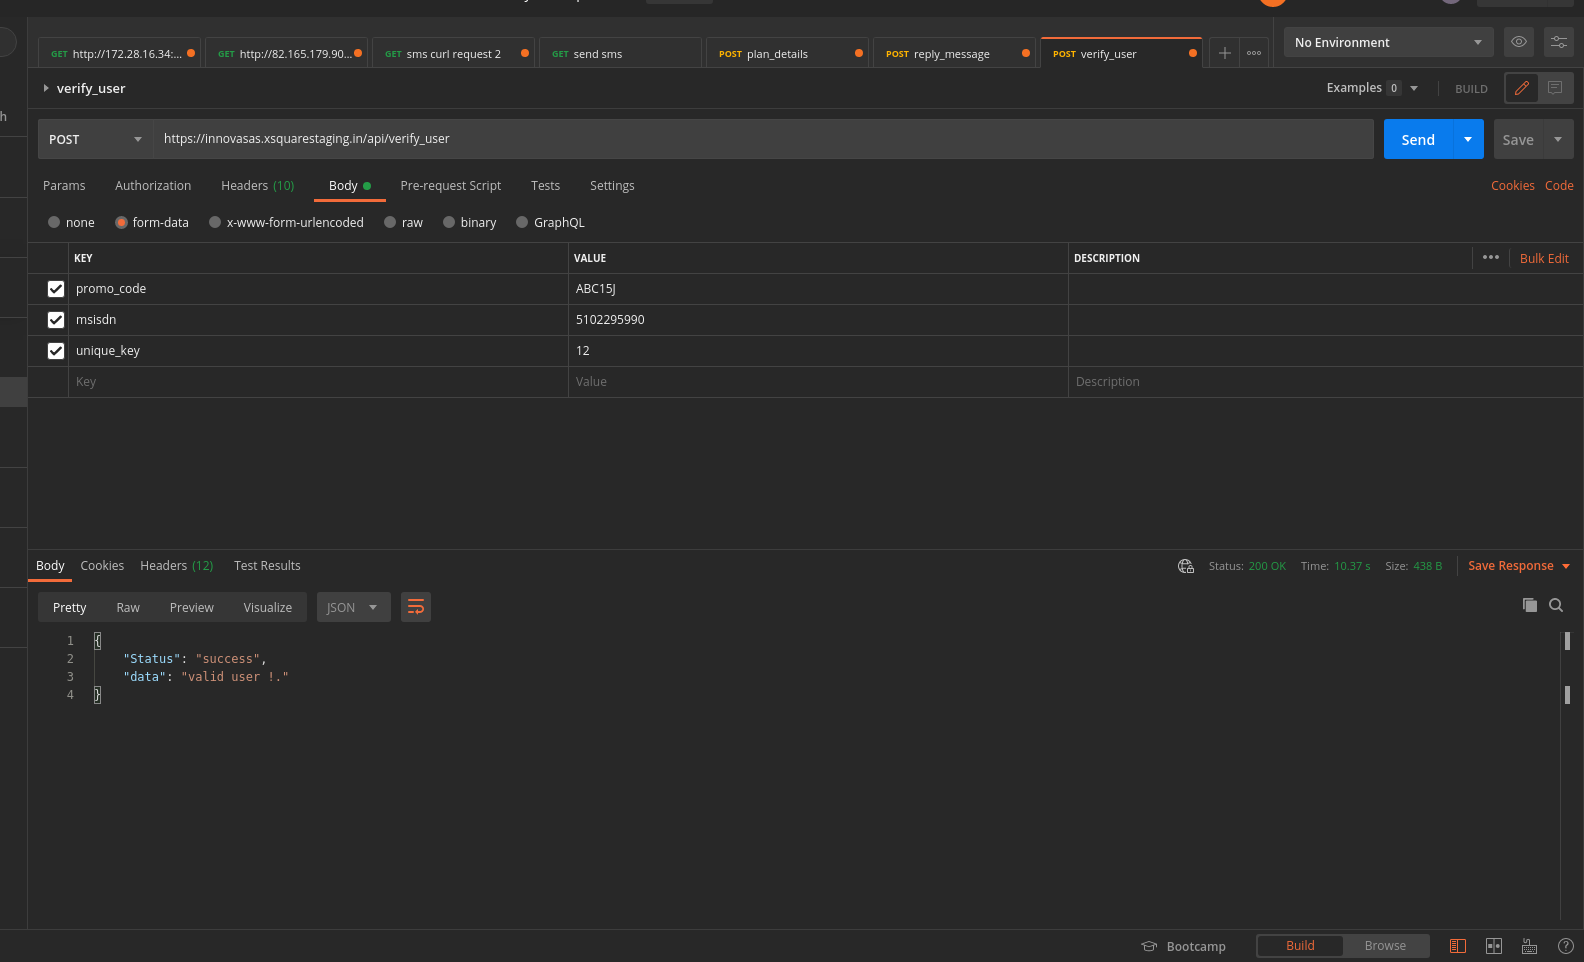 GET http://172.28.16.34:... GET http://82.165.179.90... GET sms curl request 2 GET send sms POST plan_details POST reply_message POST verify_user No Environment
verify_user Examples 0 BUILD
h
POST https://innovasas.xsquarestaging.in/api/verify_user Send Save
Params Authorization Headers (10) Body Pre-request Script Tests Settings Cookies Code
none form-data x-www-form-urlencoded raw binary GraphQL
KEY VALUE DESCRIPTION Bulk Edit
promo_code ABC15J
msisdn 5102295990
unique_key 12
Key Value Description
Body Cookies Headers (12) Test Results Status: 200 OK Time: 10.37 s Size: 438 B Save Response
Pretty Raw Preview Visualize JSON
1 {
2 "Status": "success",
3 "data": "valid user !."
4 }
Bootcamp Build Browse